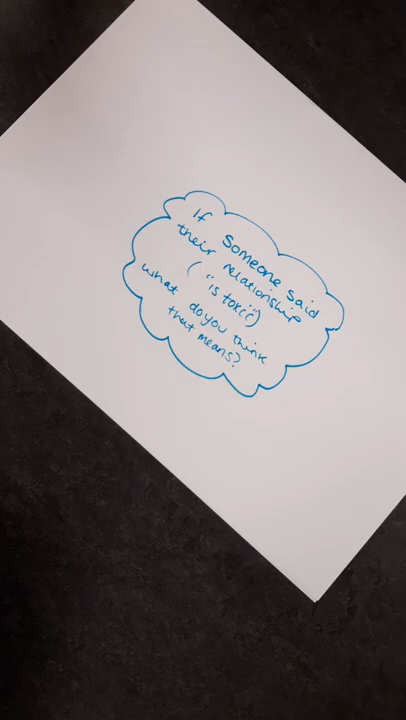 If Someone said
their relationship
( "is toxic")
what do you think
that means?